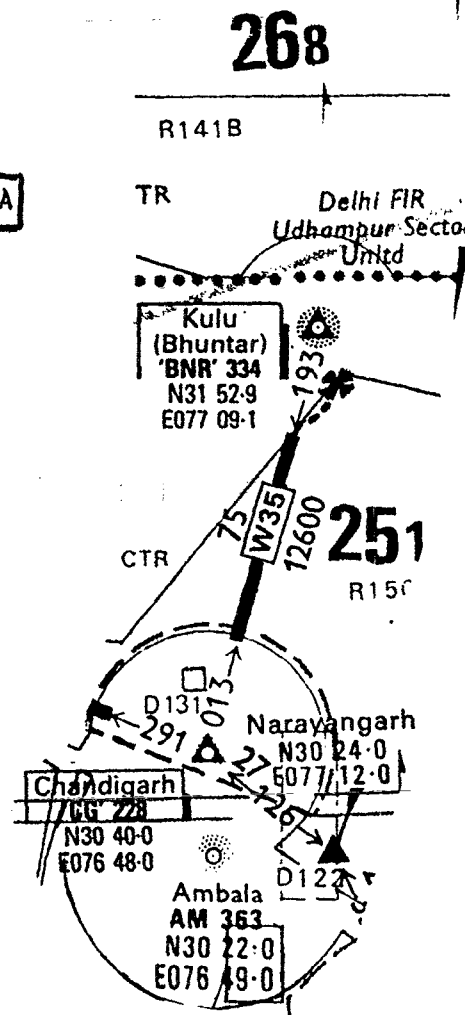 268
R141B
A
TR
Delhi FIR
Udhampur Secto
Unltd
Kulu
(Bhuntar)
'BNR' 334
N31 52·9
E077 09·1
193
75
W35
12600
251
CTR
R150
D131
013
291
Narayangarh
N30 24·0
E077 12·0
27
126
Chandigarh
'CG' 228
N30 40·0
E076 48·0
D122
Ambala
AM 363
N30 22·0
E076 49·0